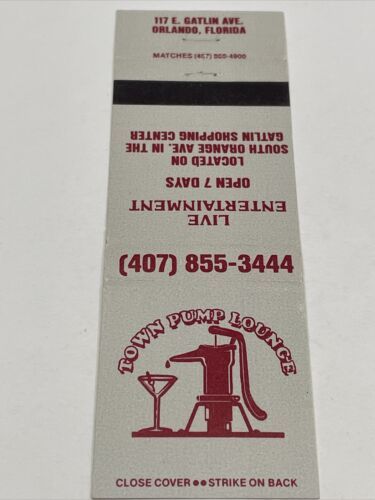 117 E. GATLIN AVE.
ORLANDO, FLORIDA
MATCHES (407) 860-4900
LIVE
ENTERTAINMENT
OPEN 7 DAYS
LOCATED ON
SOUTH ORANGE AVE. IN THE
GATLIN SHOPPING CENTER
(407) 855-3444
TOWN PUMP LOUNGE
CLOSE COVER ●● STRIKE ON BACK